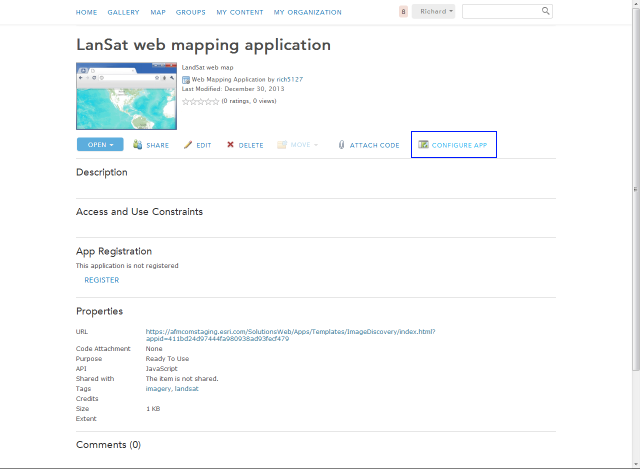 HOME GALLERY MAP GROUPS MY CONTENT MY ORGANIZATION 8 Richard
LanSat web mapping application
LandSat web map
Web Mapping Application by rich5127
Last Modified: December 30, 2013
(0 ratings, 0 views)
OPEN SHARE EDIT DELETE MOVE ATTACH CODE CONFIGURE APP
Description
Access and Use Constraints
App Registration
This application is not registered
REGISTER
Properties
URL https://afmcomstaging.esri.com/SolutionsWeb/Apps/Templates/ImageDiscovery/index.html?
appid=411bd24d97444fa980938ad93fecf479
Code Attachment None
Purpose Ready To Use
API JavaScript
Shared with The item is not shared.
Tags imagery, landsat
Credits
Size 1 KB
Extent
Comments (0)